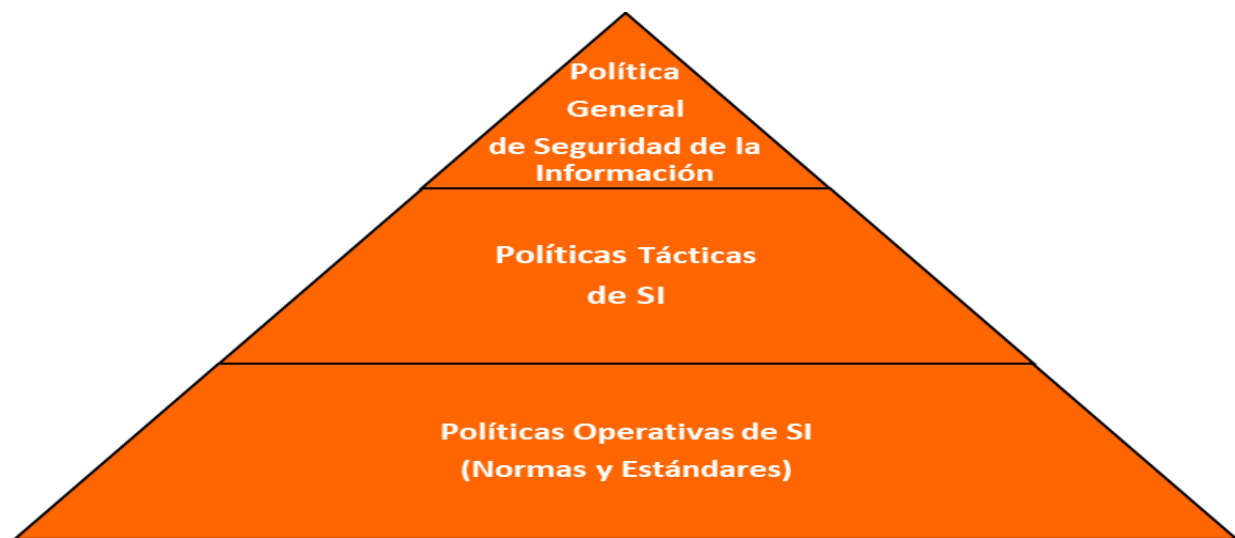 Política
General
de Seguridad de la
Información
Políticas Tácticas
de SI
Políticas Operativas de SI
(Normas y Estándares)